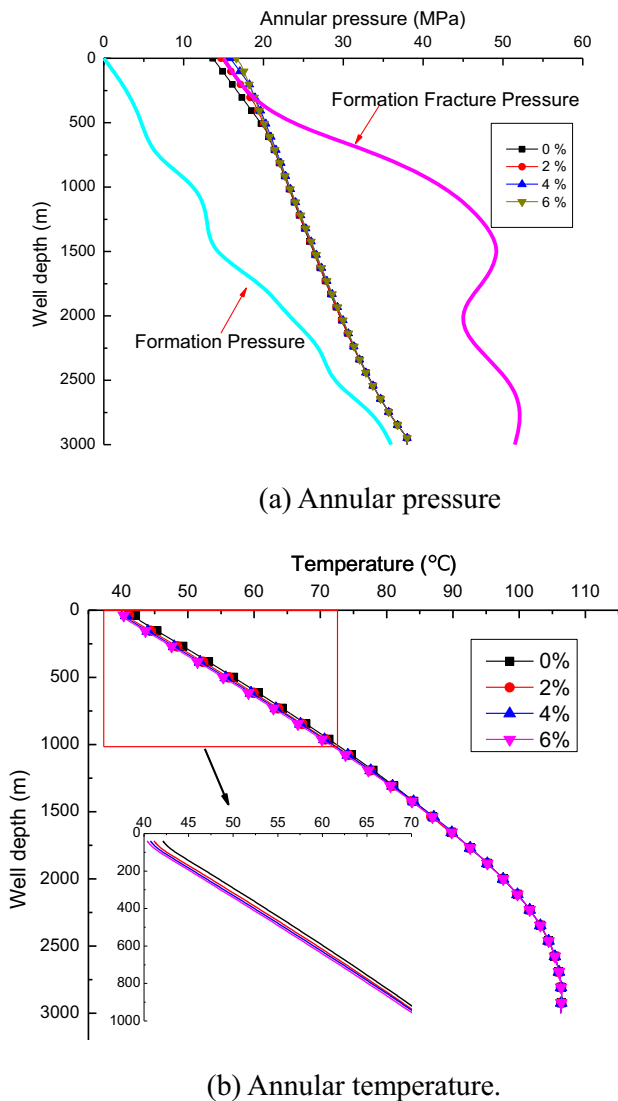 Annular pressure (MPa)
0 10 20 30 40 50 60
0
500
1000
1500
2000
2500
3000
Well depth (m)
Formation Fracture Pressure
0 %
2 %
4 %
6 %
Formation Pressure
(a) Annular pressure
Temperature (℃)
40 50 60 70 80 90 100 110
0
500
1000
1500
2000
2500
3000
Well depth (m)
0%
2%
4%
6%
40 45 50 55 60 65 70
0
200
400
600
800
1000
(b) Annular temperature.